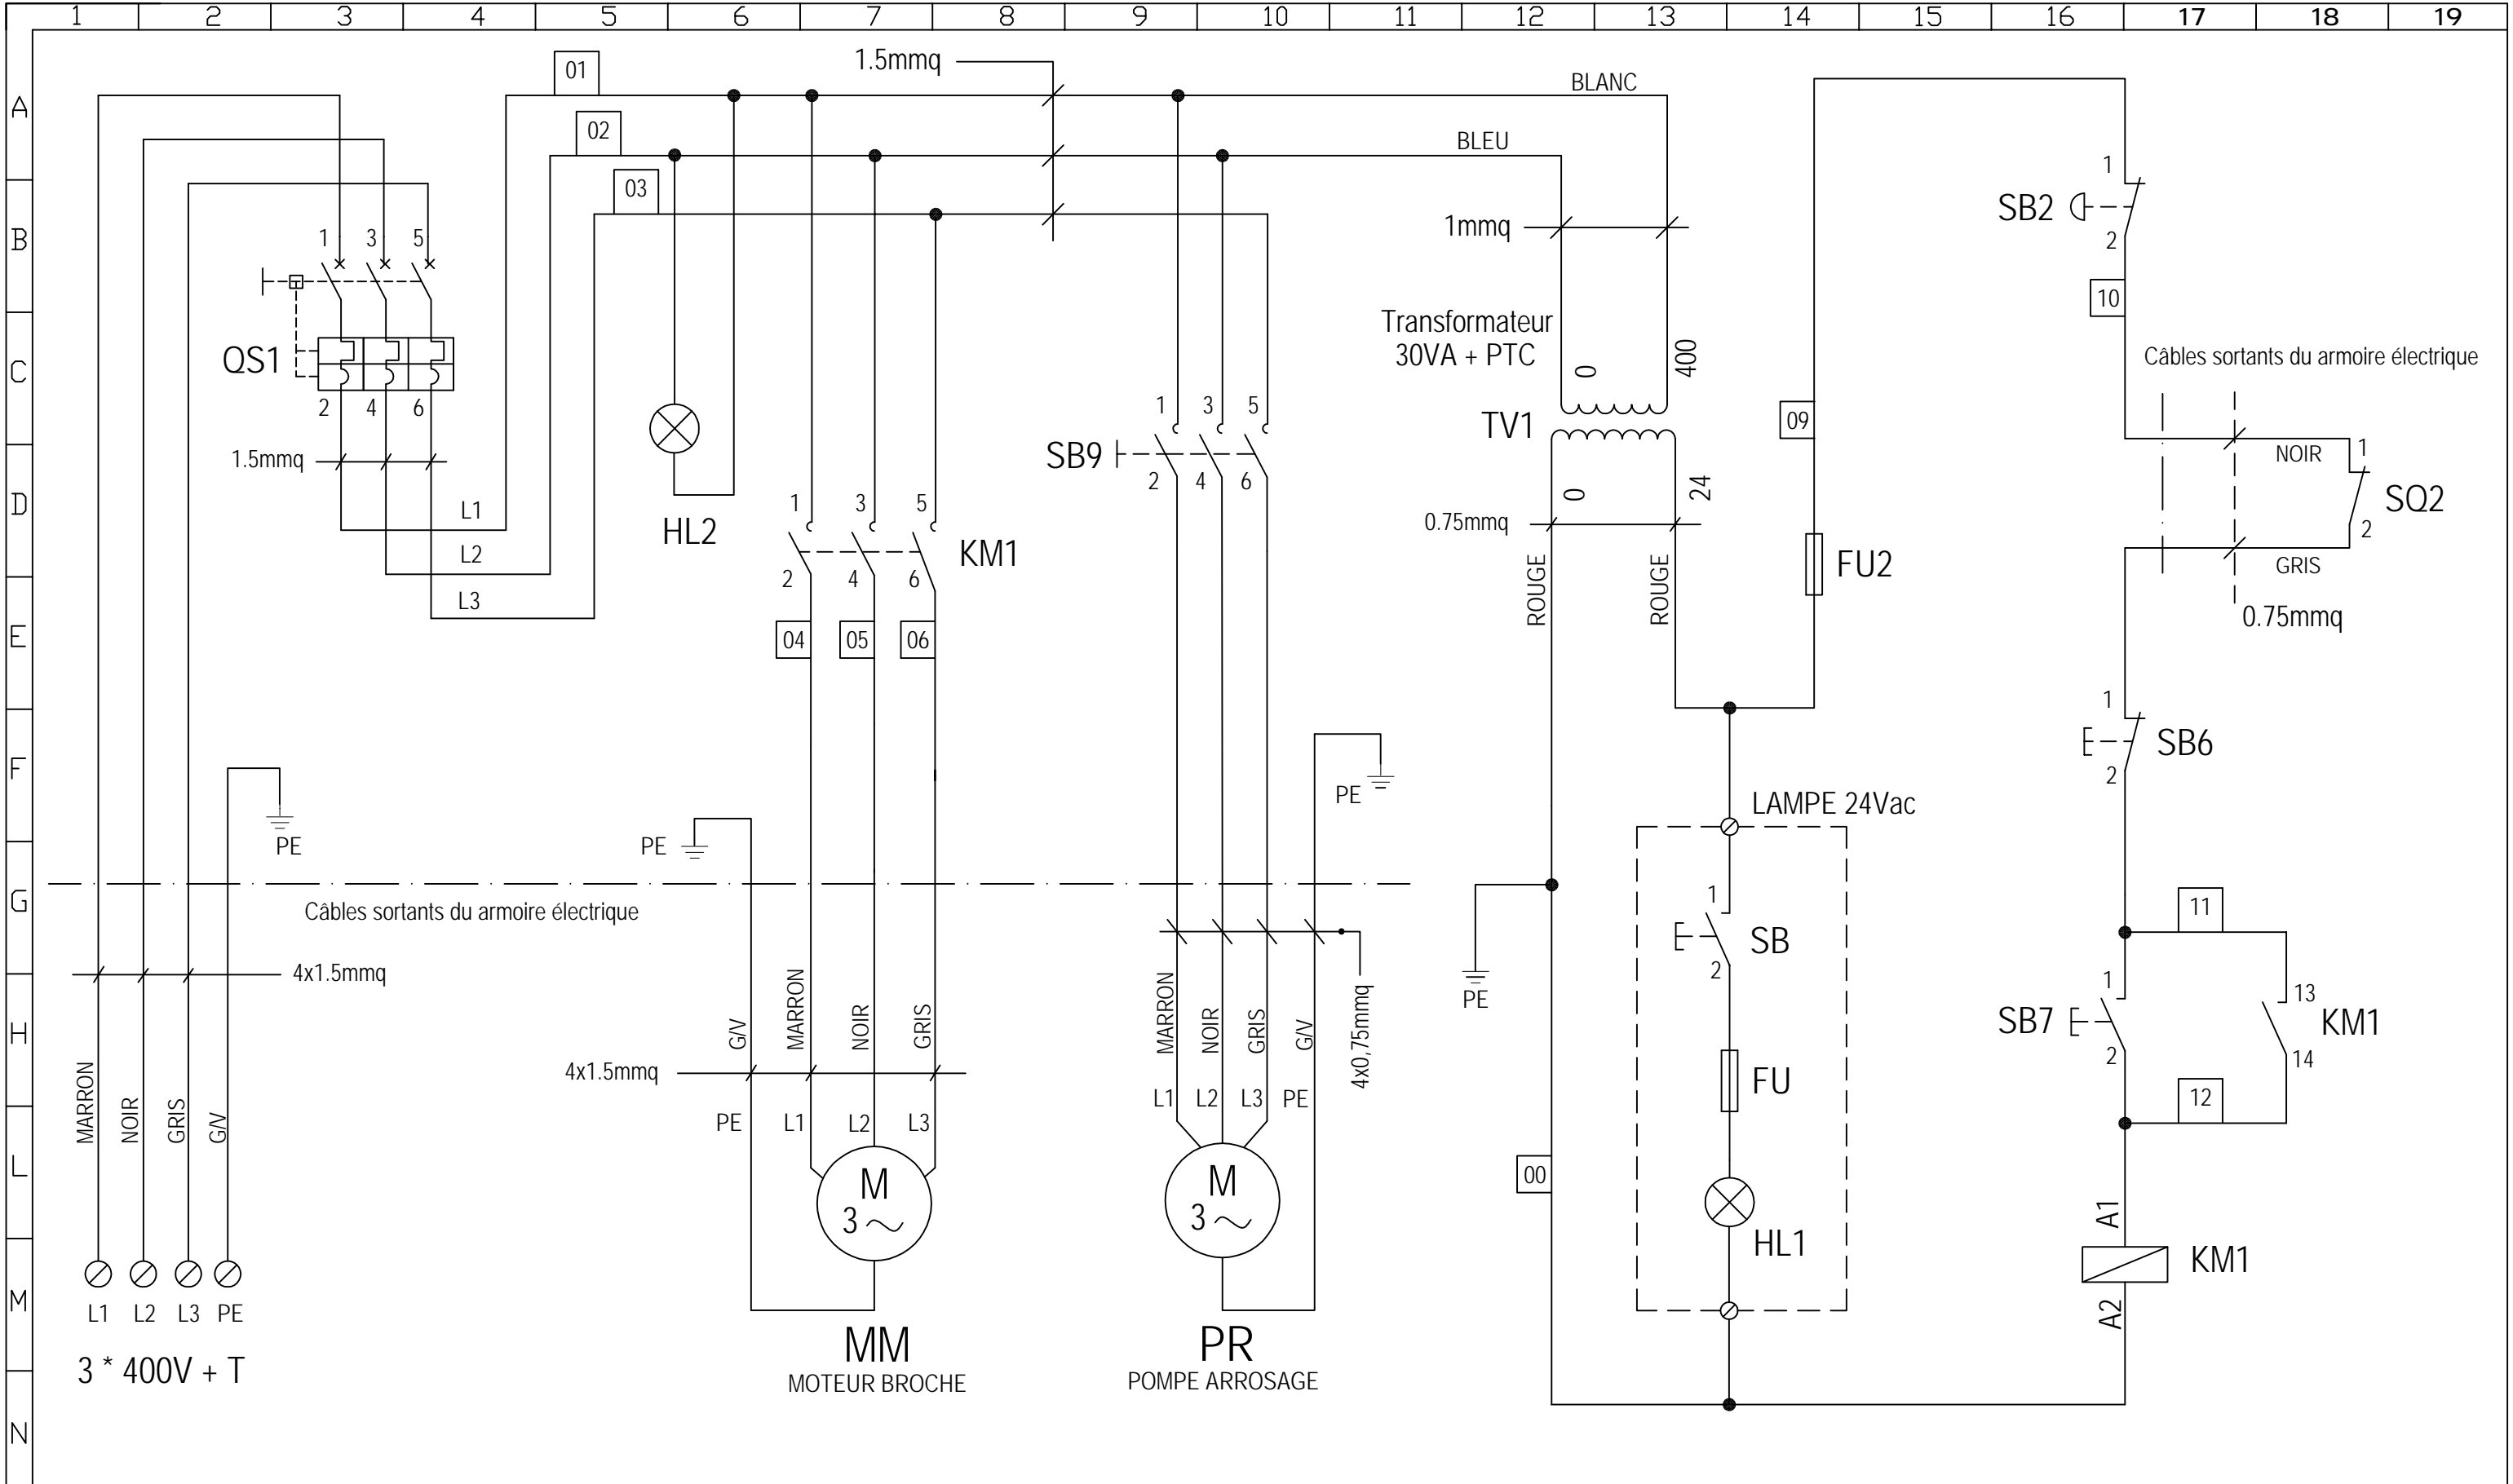 1 2 3 4 5 6 7 8 9 10 11 12 13 14 15 16 17 18 19
A
B
C
D
E
F
G
H
L
M
N
01
02
03
1.5mmq
BLANC
BLEU
1 3 5
QS1
2 4 6
1.5mmq
L1
L2
L3
HL2
1 3 5
KM1
2 4 6
04 05 06
1 3 5
SB9
2 4 6
1mmq
Transformateur
30VA + PTC
0 400
TV1
0 24
0.75mmq
ROUGE ROUGE
09
FU2
1
SB2
2
10
Câbles sortants du armoire électrique
NOIR
1
SQ2
2
GRIS
0.75mmq
1
SB6
2
PE
PE
PE
LAMPE 24Vac
Câbles sortants du armoire électrique
4x1.5mmq
MARRON NOIR GRIS G/V
L1 L2 L3 PE
3 * 400V + T
G/V MARRON NOIR GRIS
4x1.5mmq
PE L1 L2 L3
M
3
MM
MOTEUR BROCHE
MARRON NOIR GRIS G/V
4x0,75mmq
L1 L2 L3 PE
M
3
PR
POMPE ARROSAGE
PE
00
1
SB
2
FU
HL1
11
1
SB7
2
13
KM1
14
12
A1
KM1
A2